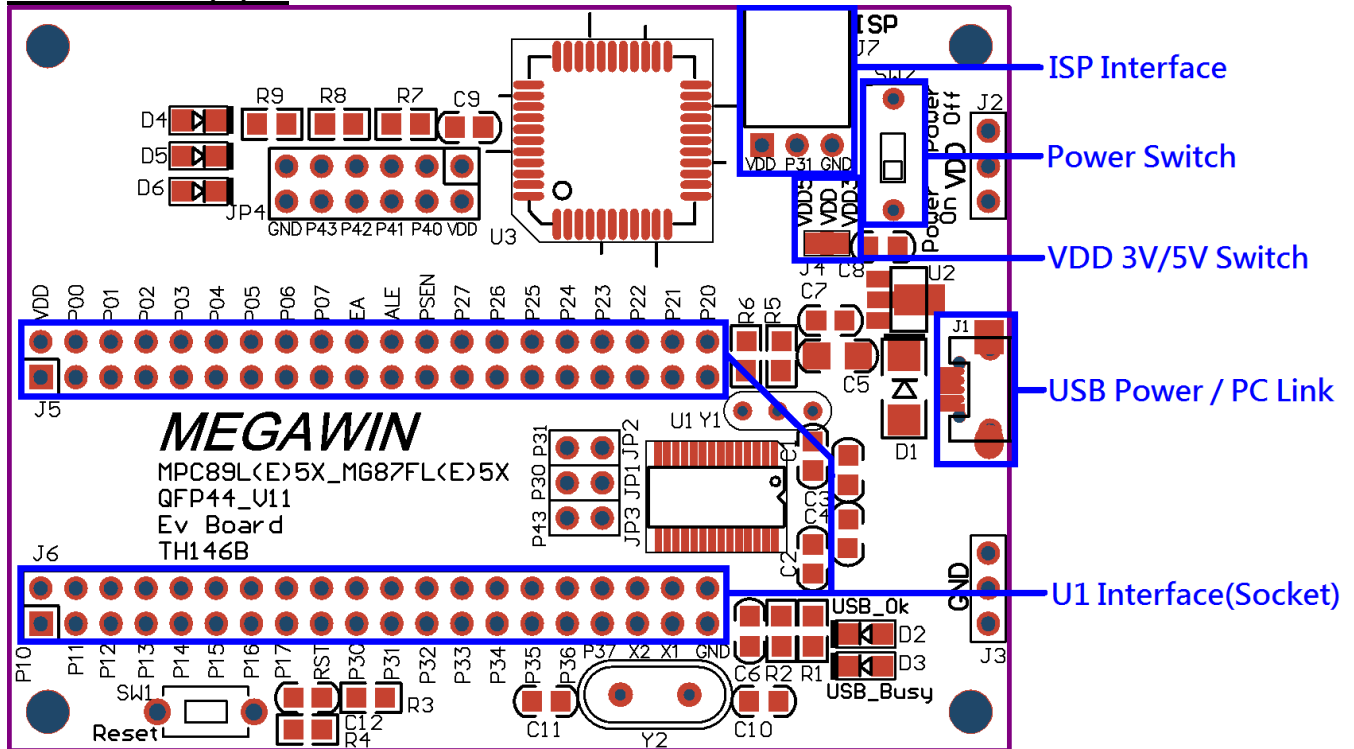 ISP
J7
ISP Interface
SW2
Power Off
Power On
J2
VDD
Power Switch
R9 R8 R7 C9
D4
D5
D6
VDD P31 GND
VDD5
VDD
VDD3
JP4
GND P43 P42 P41 P40 VDD
U3
J4
C8
VDD 3V/5V Switch
U2
VDD P00 P01 P02 P03 P04 P05 P06 P07 EA ALE PSEN P27 P26 P25 P24 P23 P22 P21 P20
R6 R5 C7
J1
C5
USB Power / PC Link
J5
D1
MEGAWIN
U1 Y1
MPC89L(E)5X_MG87FL(E)5X
QFP44_V11
Ev Board
TH146B
P31 JP2
P30 JP1
P43 JP3
C1
C3
C4
C2
J6
GND
U1 Interface(Socket)
USB_Ok
D2
D3
USB_Busy
J3
P10 P11 P12 P13 P14 P15 P16 P17 RST P30 P31 P32 P33 P34 P35 P36 P37 X2 X1 GND
C6 R2 R1
SW1
Reset
C12
R3
R4
C11
Y2
C10